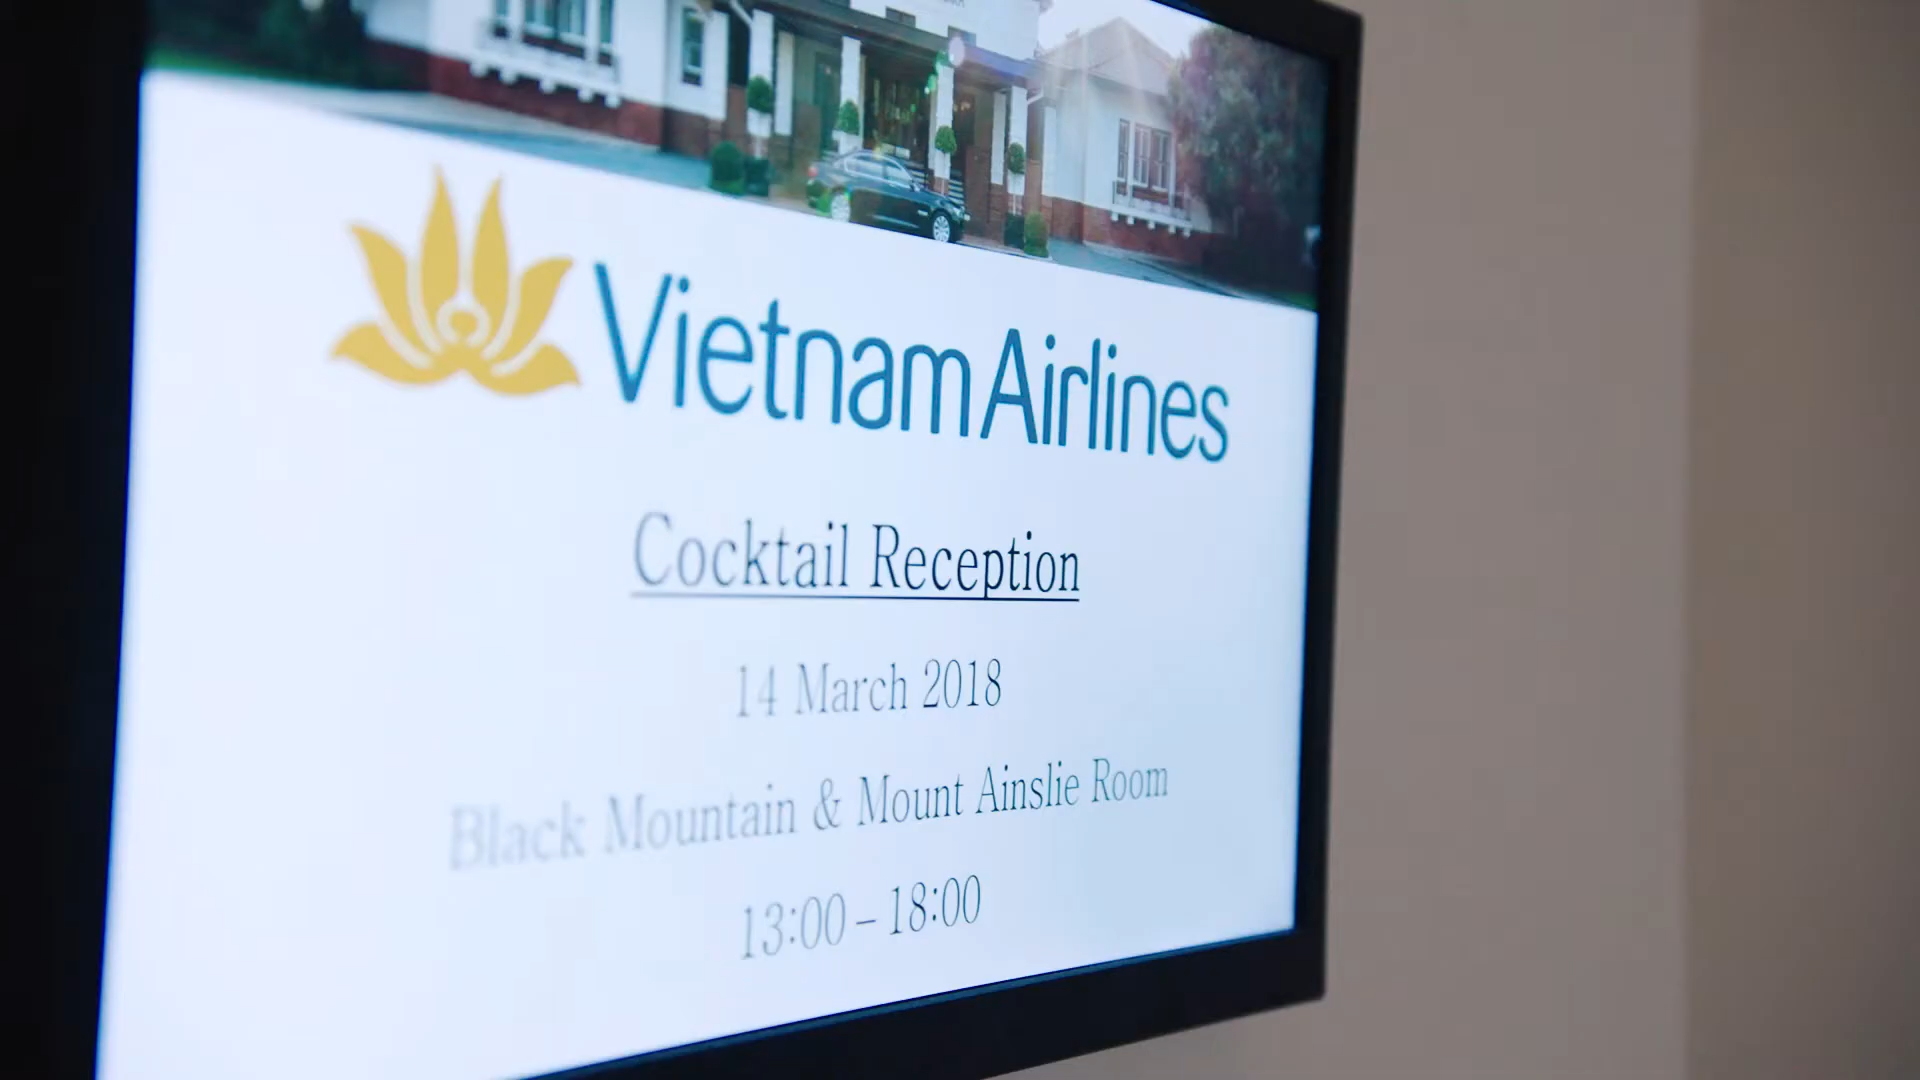 Vietnam Airlines
Cocktail Reception
14 March 2018
Black Mountain & Mount Ainslie Room
13:00 – 18:00